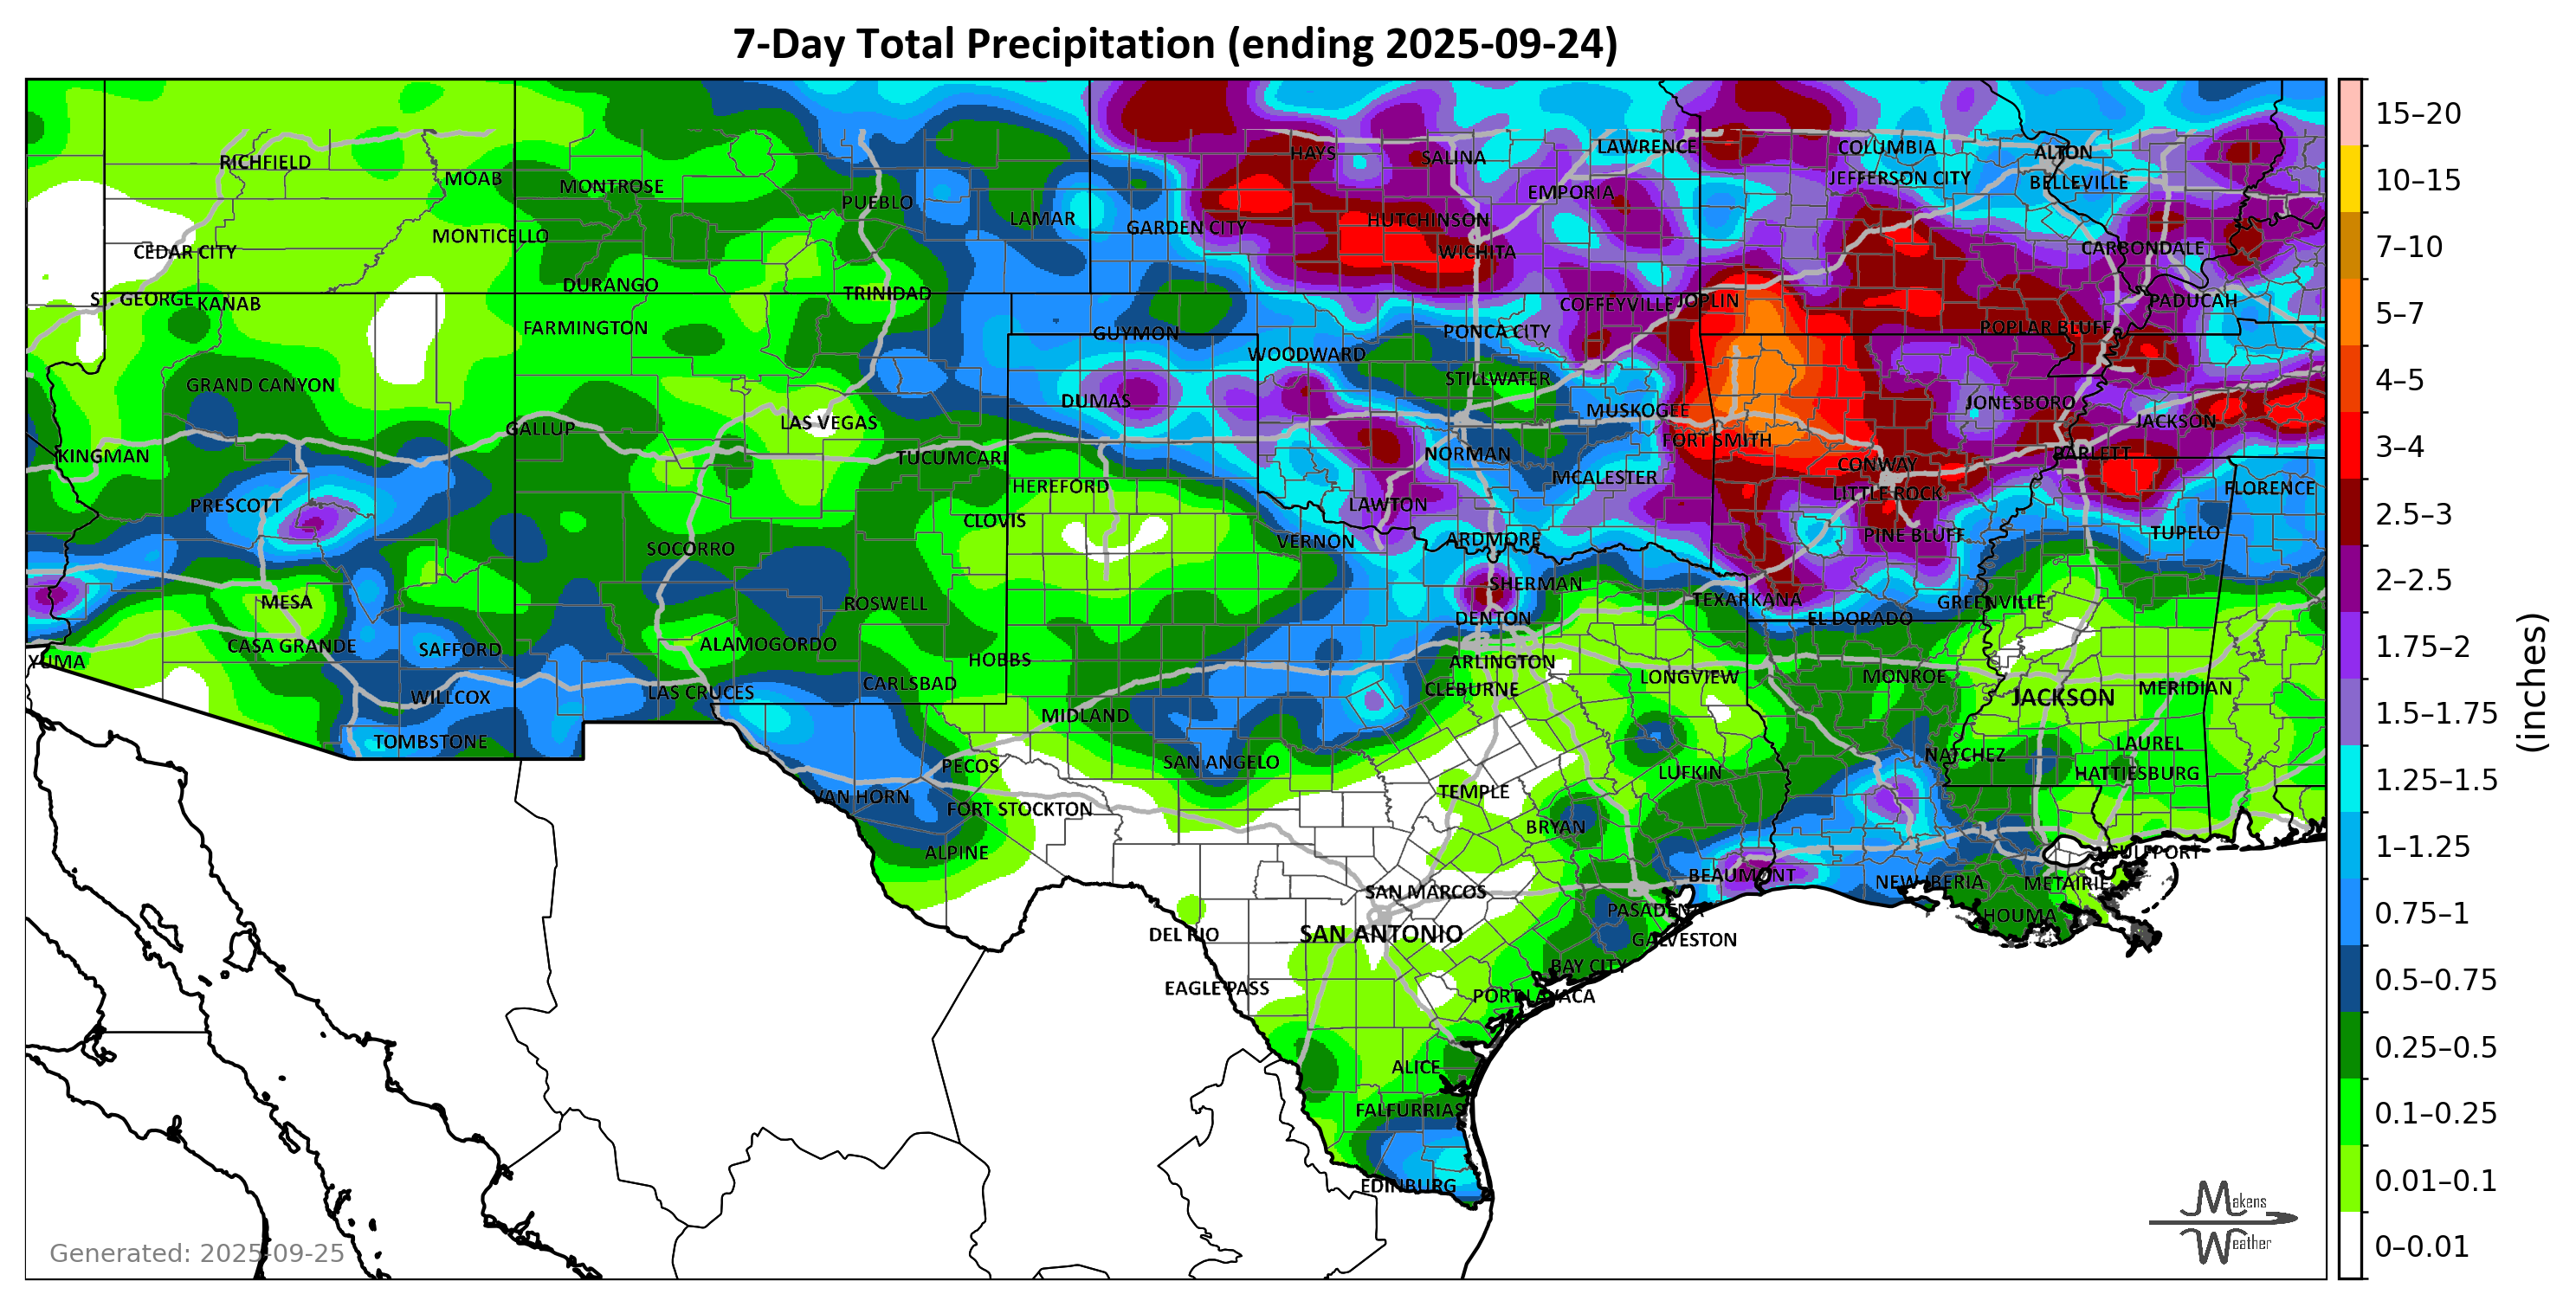 7-Day Total Precipitation (ending 2025-09-24)
HAYS
SALINA
LAWRENCE
COLUMBIA
ALTON
RICHFIELD
MOAB
MONTROSE
PUEBLO
LAMAR
EMPORIA
JEFFERSON CITY
BELLEVILLE
MONTICELLO
GARDEN CITY
HUTCHINSON
CEDAR CITY
WICHITA
CARBONDALE
ST. GEORGE
KANAB
DURANGO
TRINIDAD
COFFEYVILLE
JOPLIN
PADUCAH
FARMINGTON
GUYMON
PONCA CITY
POPLAR BLUFF
WOODWARD
GRAND CANYON
STILLWATER
DUMAS
MUSKOGEE
JONESBORO
LAS VEGAS
GALLUP
JACKSON
KINGMAN
TUCUMCARI
NORMAN
FORT SMITH
CONWAY
BARLETT
HEREFORD
MCALESTER
LITTLE ROCK
FLORENCE
PRESCOTT
LAWTON
CLOVIS
VERNON
ARDMORE
PINE BLUFF
TUPELO
SOCORRO
SHERMAN
MESA
ROSWELL
DENTON
TEXARKANA
EL DORADO
GREENVILLE
CASA GRANDE
SAFFORD
ALAMOGORDO
YUMA
HOBBS
ARLINGTON
WILLCOX
LAS CRUCES
CARLSBAD
CLEBURNE
LONGVIEW
MONROE
JACKSON
MERIDIAN
MIDLAND
TOMBSTONE
PECOS
SAN ANGELO
LUFKIN
NATCHEZ
LAUREL
HATTIESBURG
VAN HORN
FORT STOCKTON
TEMPLE
BRYAN
ALPINE
GULFPORT
SAN MARCOS
BEAUMONT
NEW IBERIA
METAIRIE
PASADENA
HOUMA
DEL RIO
SAN ANTONIO
GALVESTON
BAY CITY
EAGLE PASS
PORT LAVACA
ALICE
FALFURRIAS
EDINBURG
Generated: 2025-09-25
Makens
Weather
15–20
10–15
7–10
5–7
4–5
3–4
2.5–3
2–2.5
1.75–2
1.5–1.75
1.25–1.5
1–1.25
0.75–1
0.5–0.75
0.25–0.5
0.1–0.25
0.01–0.1
0–0.01
(inches)